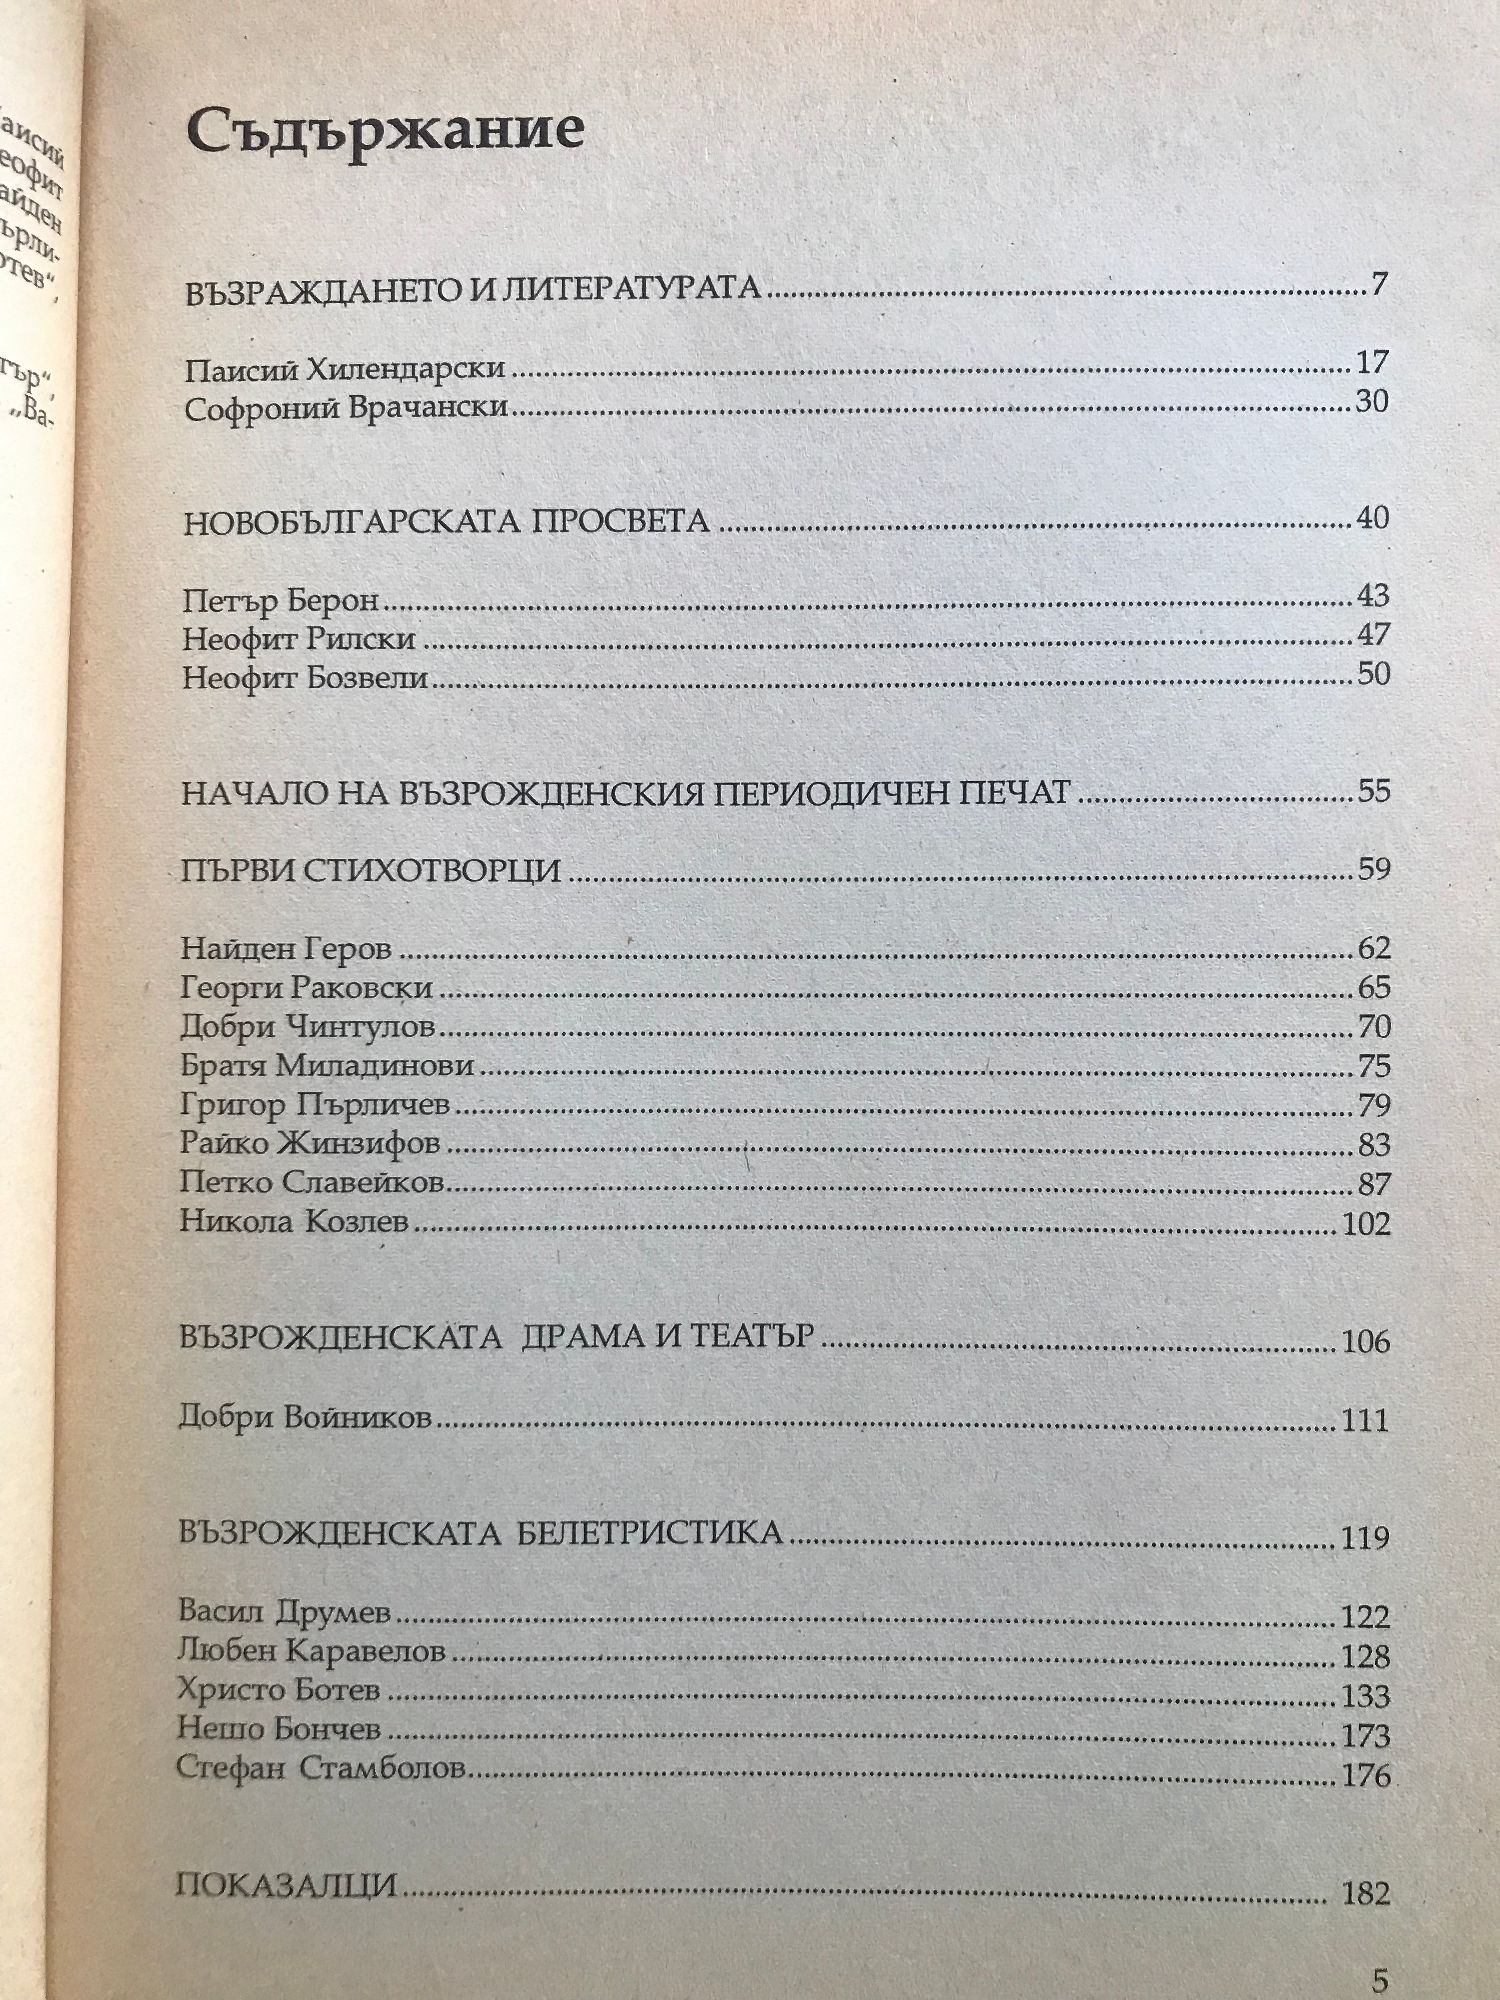 Съдържание
ВЪЗРАЖДАНЕТО И ЛИТЕРАТУРАТА 7
Паисий Хилендарски 17
Софроний Врачански 30
НОВОБЪЛГАРСКАТА ПРОСВЕТА 40
Петър Берон 43
Неофит Рилски 47
Неофит Бозвели 50
НАЧАЛО НА ВЪЗРОЖДЕНСКИЯ ПЕРИОДИЧЕН ПЕЧАТ 55
ПЪРВИ СТИХОТВОРЦИ 59
Найден Геров 62
Георги Раковски 65
Добри Чинтулов 70
Братя Миладинови 75
Григор Пърличев 79
Райко Жинзифов 83
Петко Славейков 87
Никола Козлев 102
ВЪЗРОЖДЕНСКАТА ДРАМА И ТЕАТЪР 106
Добри Войников 111
ВЪЗРОЖДЕНСКАТА БЕЛЕТРИСТИКА 119
Васил Друмев 122
Любен Каравелов 128
Христо Ботев 133
Нешо Бончев 173
Стефан Стамболов 176
ПОКАЗАЛЦИ 182
5